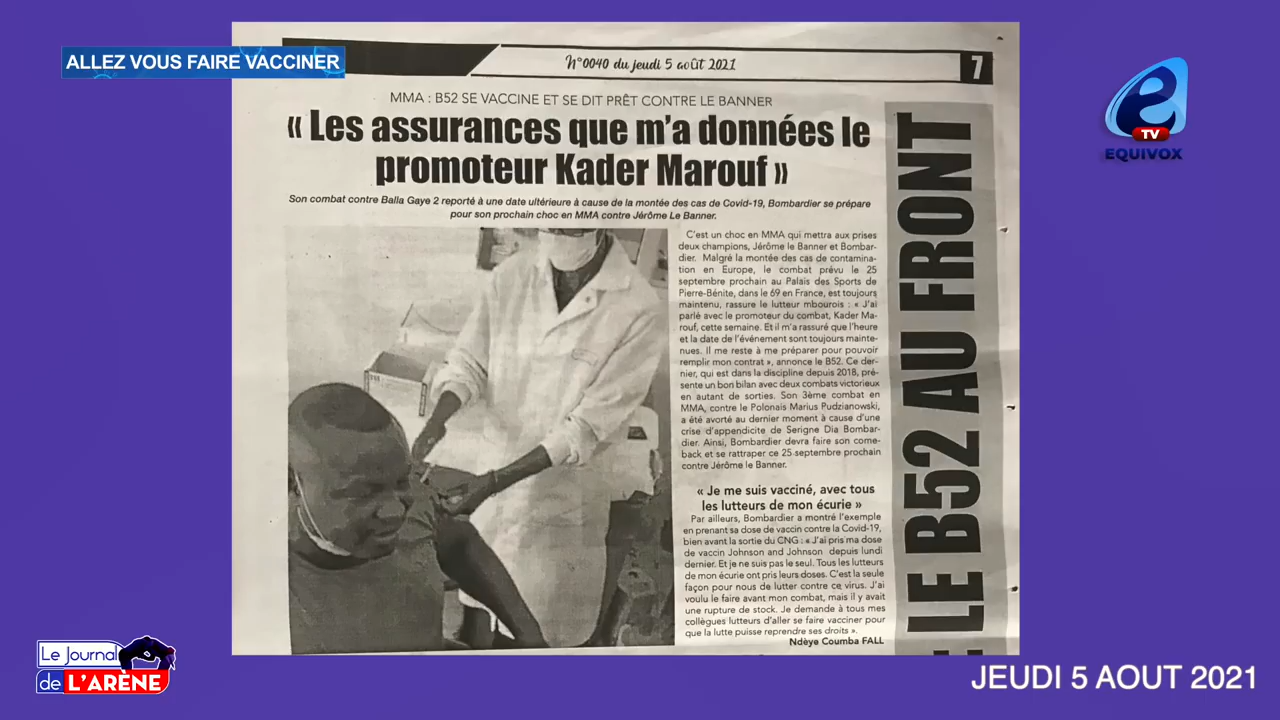 ALLEZ VOUS FAIRE VACCINER
N°0040 du jeudi 5 août 2021
7
MMA : B52 SE VACCINE ET SE DIT PRÊT CONTRE LE BANNER
« Les assurances que m'a données le
promoteur Kader Marouf »
Son combat contre Balla Gaye 2 reporté à une date ultérieure à cause de la montée des cas de Covid-19, Bombardier se prépare
pour son prochain choc en MMA contre Jérôme Le Banner.
C'est un choc en MMA qui mettra aux prises
deux champions, Jérôme le Banner et Bombar-
dier. Malgré la montée des cas de contamina-
tion en Europe, le combat prévu le 25
septembre prochain au Palais des Sports de
Pierre-Bénite, dans le 69 en France, est toujours
maintenu, rassure le lutteur mbourois : « J'ai
parlé avec le promoteur du combat, Kader Ma-
rouf, cette semaine. Et il m'a rassuré que l'heure
et la date de l'événement sont toujours mainte-
nues. Il me reste à me préparer pour pouvoir
remplir mon contrat », annonce le B52. Ce der-
nier, qui est dans la discipline depuis 2018, pré-
sente un bon bilan avec deux combats victorieux
en autant de sorties. Son 3ème combat en
MMA, contre le Polonais Marius Pudzianowski,
a été avorté au dernier moment à cause d'une
crise d'appendicite de Serigne Dia Bombar-
dier. Ainsi, Bombardier devra faire son come-
back et se rattraper ce 25 septembre prochain
contre Jérôme le Banner.
« Je me suis vacciné, avec tous
les lutteurs de mon écurie »
Par ailleurs, Bombardier a montré l'exemple
en prenant sa dose de vaccin contre la Covid-19,
bien avant la sortie du CNG : « J'ai pris ma dose
de vaccin Johnson and Johnson depuis lundi
dernier. Et je ne suis pas le seul. Tous les lutteurs
de mon écurie ont pris leurs doses. C'est la seule
façon pour nous de lutter contre ce virus. J'ai
voulu le faire avant mon combat, mais il y avait
une rupture de stock. Je demande à tous mes
collègues lutteurs d'aller se faire vacciner pour
que la lutte puisse reprendre ses droits ».
Ndèye Coumba FALL
LE B52 AU FRONT
e
TV
EQUIVOX
Le Journal
de L'ARÈNE
JEUDI 5 AOUT 2021